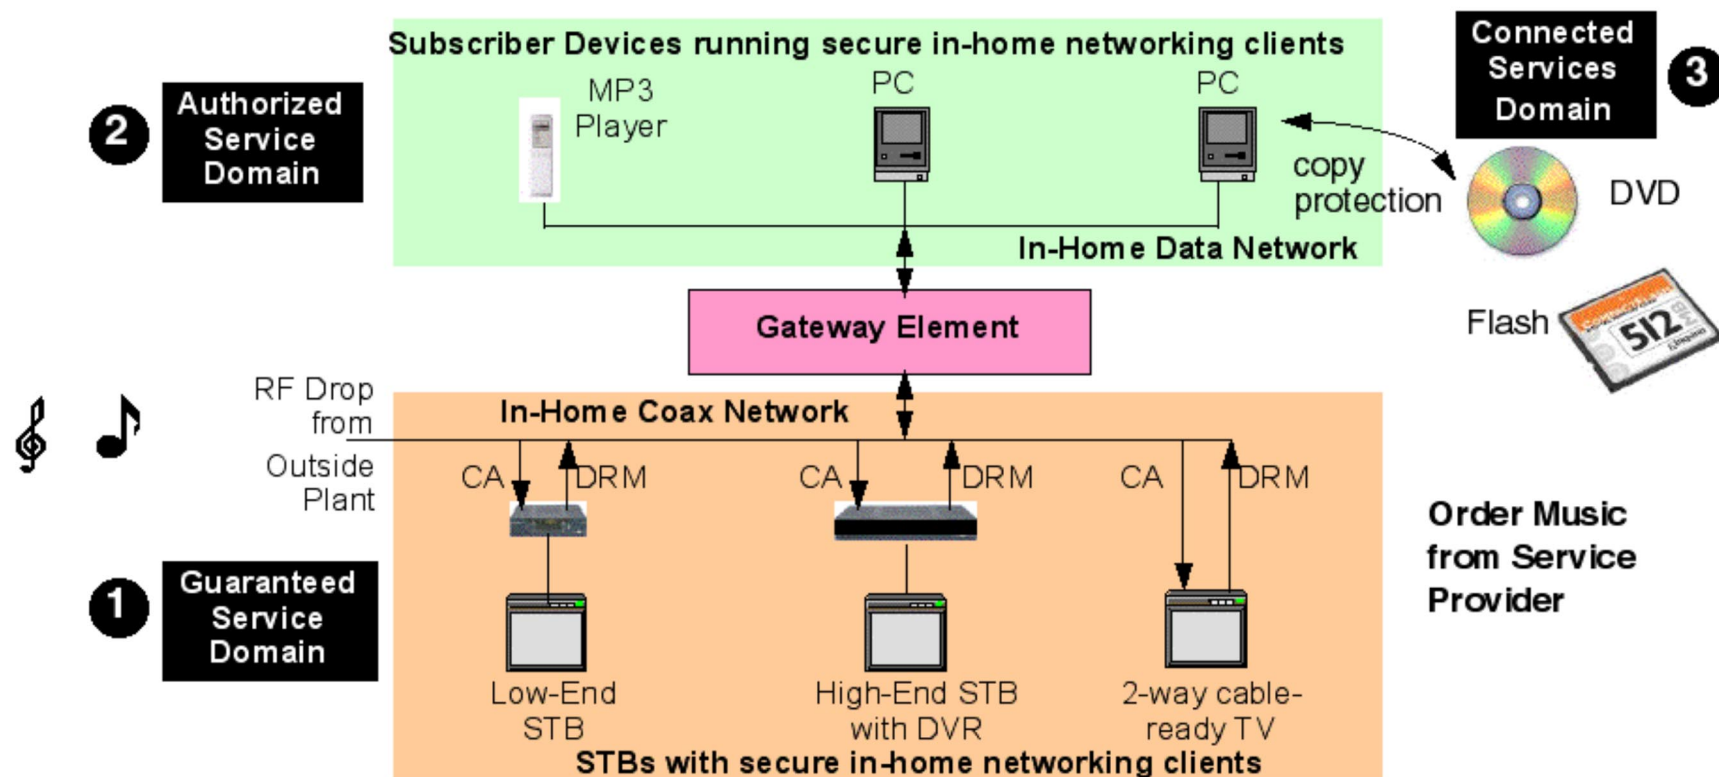 Subscriber Devices running secure in-home networking clients
Connected
Services
Domain
3
2
Authorized
Service
Domain
MP3
Player
PC
PC
copy
protection
DVD
In-Home Data Network
Gateway Element
Flash
512
MB
RF Drop
from
Outside
Plant
In-Home Coax Network
CA
DRM
CA
DRM
CA
DRM
Order Music
from Service
Provider
1
Guaranteed
Service
Domain
Low-End
STB
High-End STB
with DVR
2-way cable-
ready TV
STBs with secure in-home networking clients